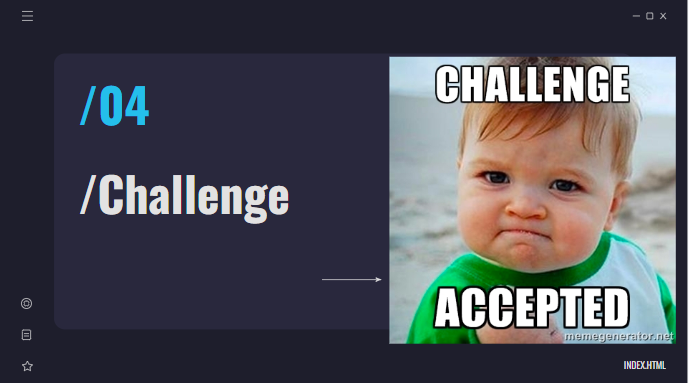 /04
/Challenge
CHALLENGE
ACCEPTED
memegenerator.net
INDEX.HTML